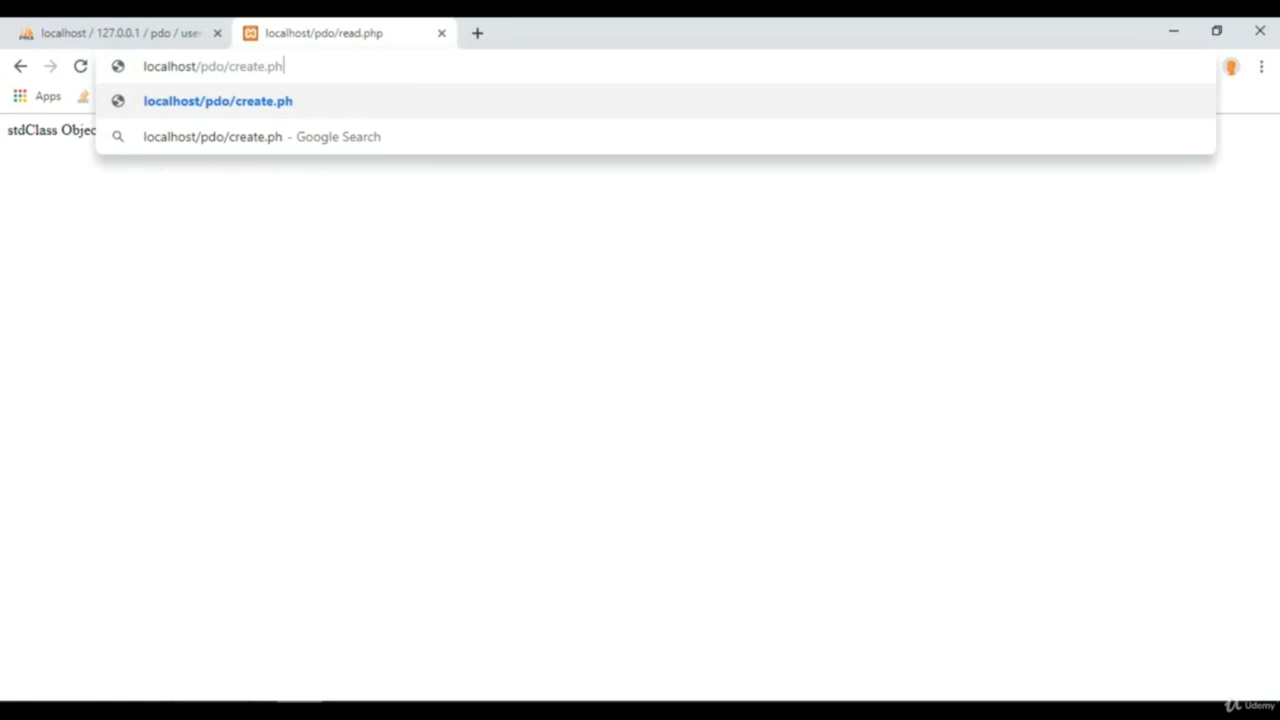 localhost / 127.0.0.1 / pdo / user
localhost/pdo/read.php
localhost/pdo/create.ph
Apps
localhost/pdo/create.ph
stdClass Objec
localhost/pdo/create.ph - Google Search
Udemy